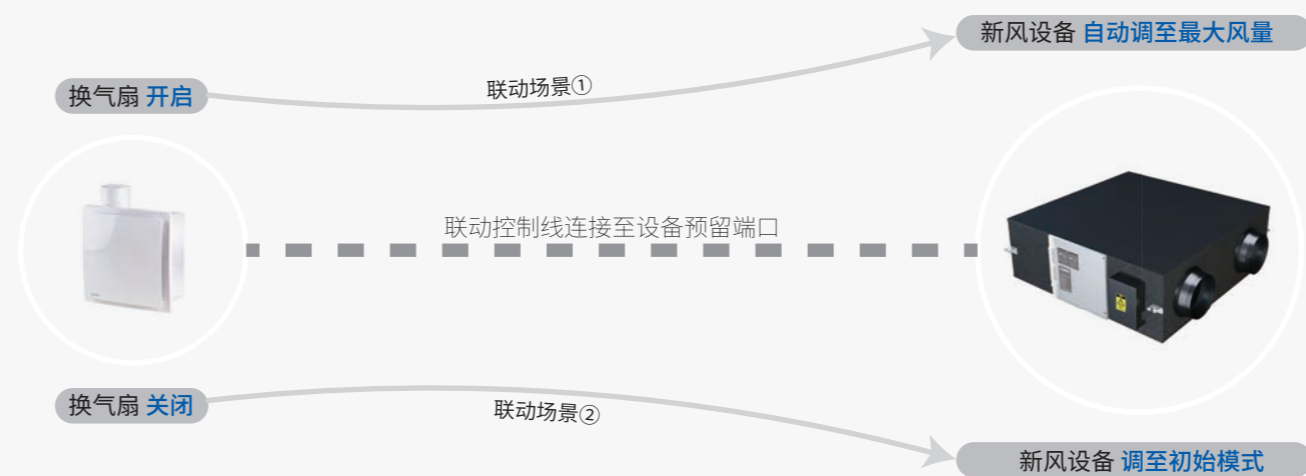 新风设备 自动调至最大风量
联动场景①
换气扇 开启
联动控制线连接至设备预留端口
换气扇 关闭
联动场景②
新风设备 调至初始模式